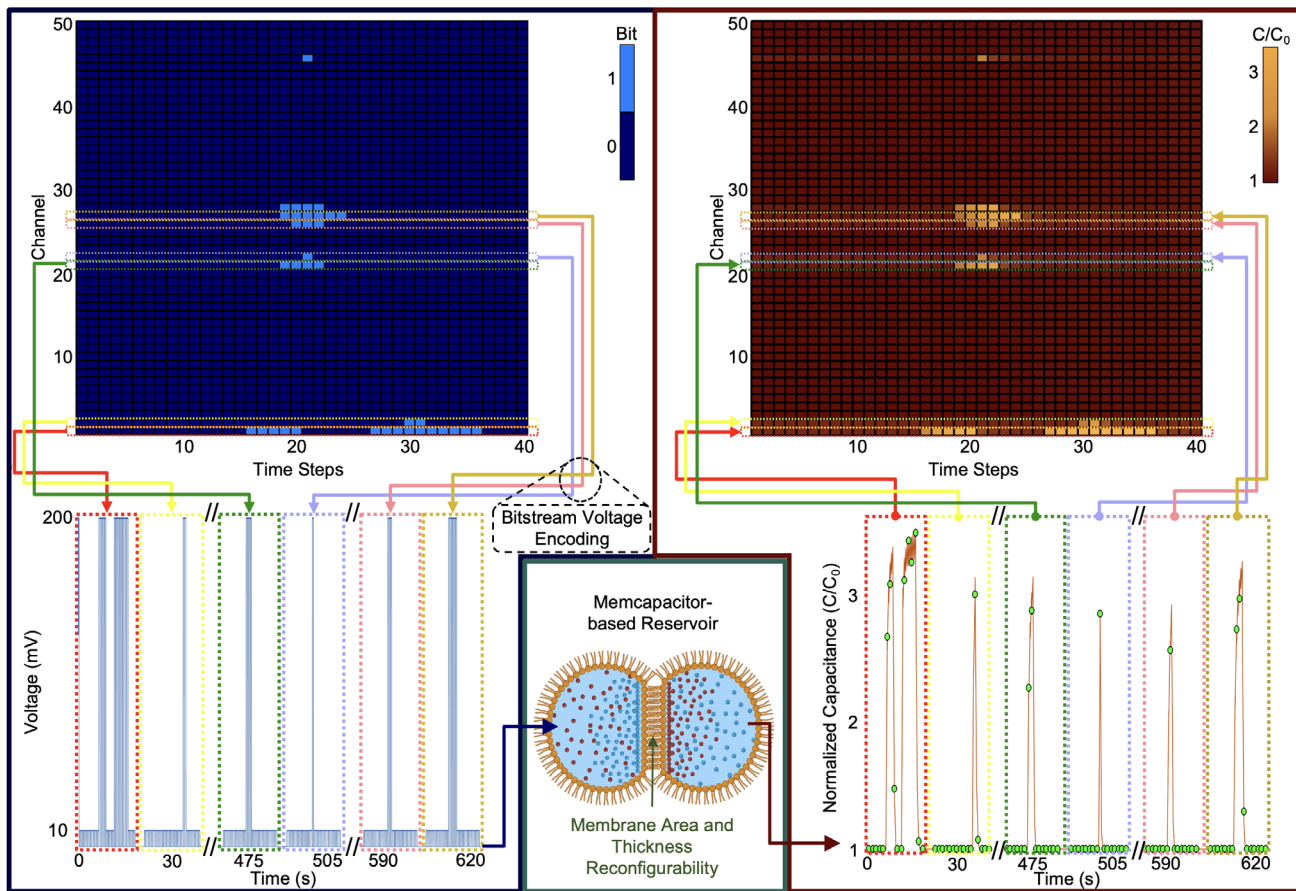 50
40
30
20
10
Channel
10
20
30
40
Time Steps
Bit
1
0
50
40
30
20
10
Channel
10
20
30
40
Time Steps
C/C0
3
2
1
Bitstream Voltage
Encoding
200
10
Voltage (mV)
//
//
//
//
0
30
475
505
590
620
Time (s)
Memcapacitor-
based Reservoir
Membrane Area and
Thickness
Reconfigurability
//
//
//
//
3
2
1
Normalized Capacitance (C/C0)
0
30
475
505
590
620
Time (s)